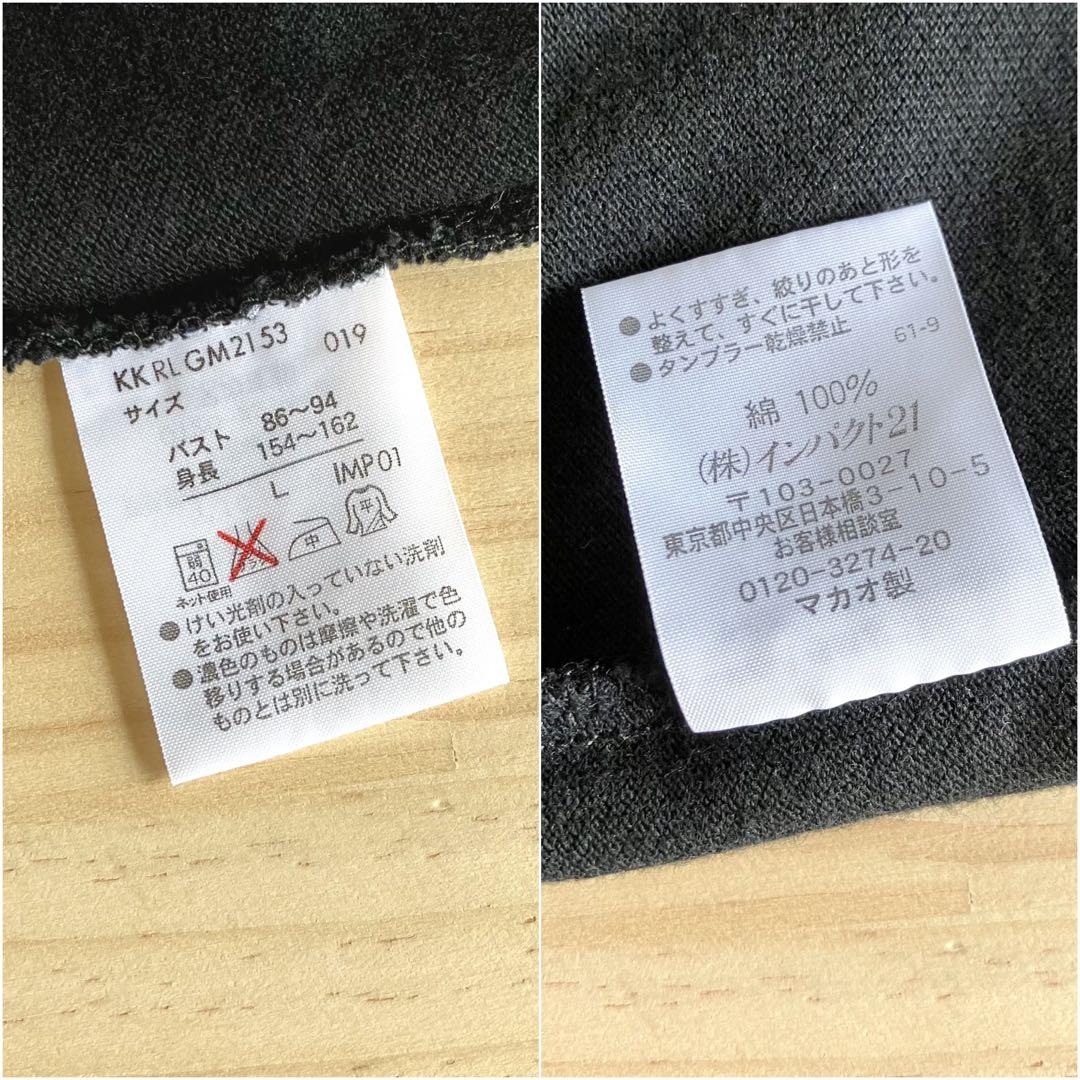 KK RL GM2153 019
サイズ
バスト 86〜94
身長 154〜162
L IMP01
弱
40
中
平
ネット使用
●けい光剤の入っていない洗剤
をお使い下さい。
●濃色のものは摩擦や洗濯で色
移りする場合があるので他の
ものとは別に洗って下さい。
●よくすすぎ、絞りのあと形を
整えて、すぐに干して下さい。
●タンブラー乾燥禁止
61-9
綿 100%
(株)インパクト21
〒103-0027
東京都中央区日本橋3-10-5
お客様相談室
0120-3274-20
マカオ製